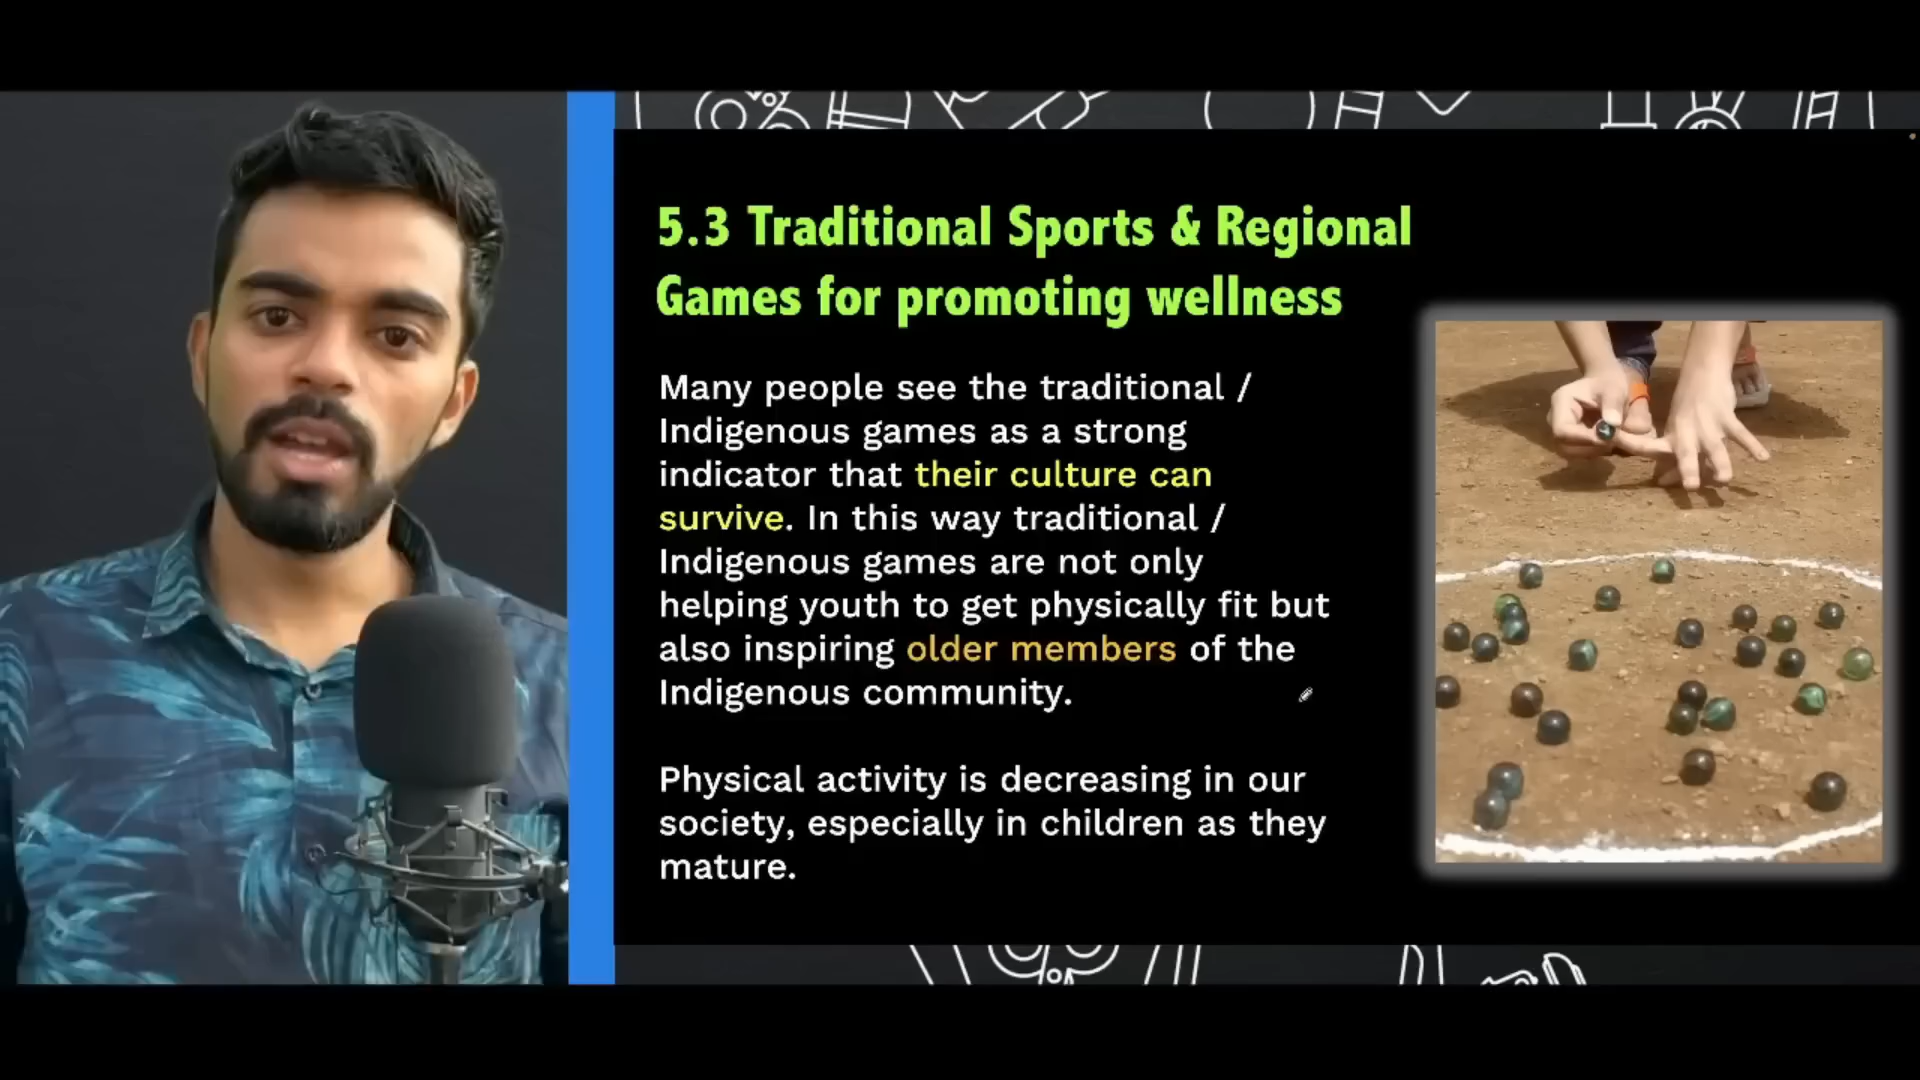 5.3 Traditional Sports & Regional
Games for promoting wellness
Many people see the traditional /
Indigenous games as a strong
indicator that their culture can
survive. In this way traditional /
Indigenous games are not only
helping youth to get physically fit but
also inspiring older members of the
Indigenous community.
Physical activity is decreasing in our
society, especially in children as they
mature.